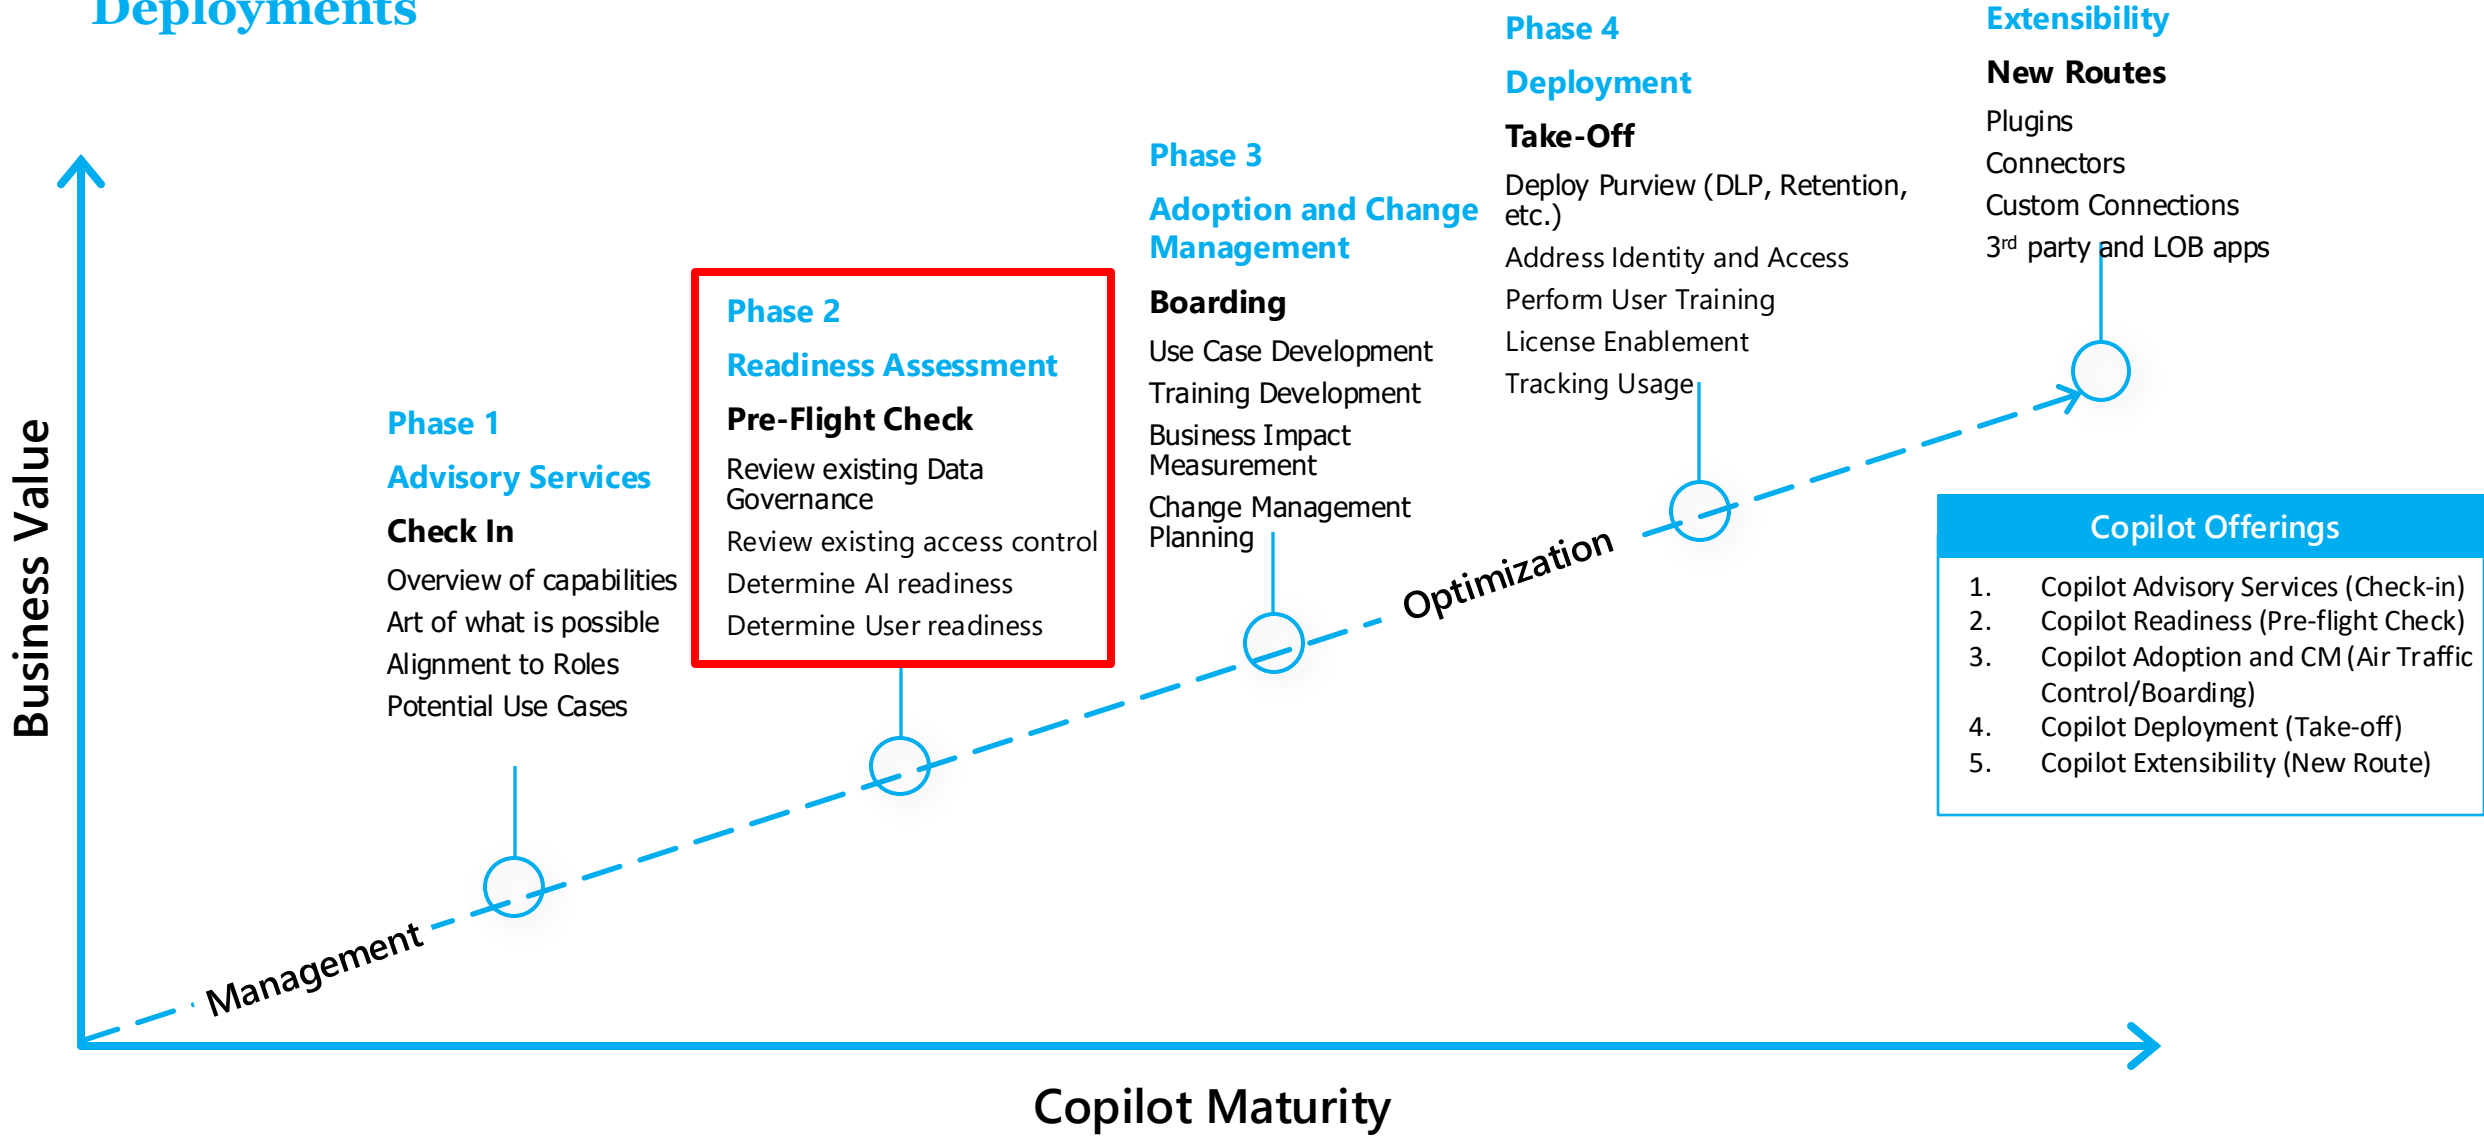 Deployments
Business Value
Phase 1
Advisory Services
Check In
Overview of capabilities
Art of what is possible
Alignment to Roles
Potential Use Cases
Phase 2
Readiness Assessment
Pre-Flight Check
Review existing Data
Governance
Review existing access control
Determine AI readiness
Determine User readiness
Phase 3
Adoption and Change
Management
Boarding
Use Case Development
Training Development
Business Impact
Measurement
Change Management
Planning
Phase 4
Deployment
Take-Off
Deploy Purview (DLP, Retention,
etc.)
Address Identity and Access
Perform User Training
License Enablement
Tracking Usage
Extensibility
New Routes
Plugins
Connectors
Custom Connections
3rd party and LOB apps
Management
Optimization
Copilot Offerings
1. Copilot Advisory Services (Check-in)
2. Copilot Readiness (Pre-flight Check)
3. Copilot Adoption and CM (Air Traffic
Control/Boarding)
4. Copilot Deployment (Take-off)
5. Copilot Extensibility (New Route)
Copilot Maturity